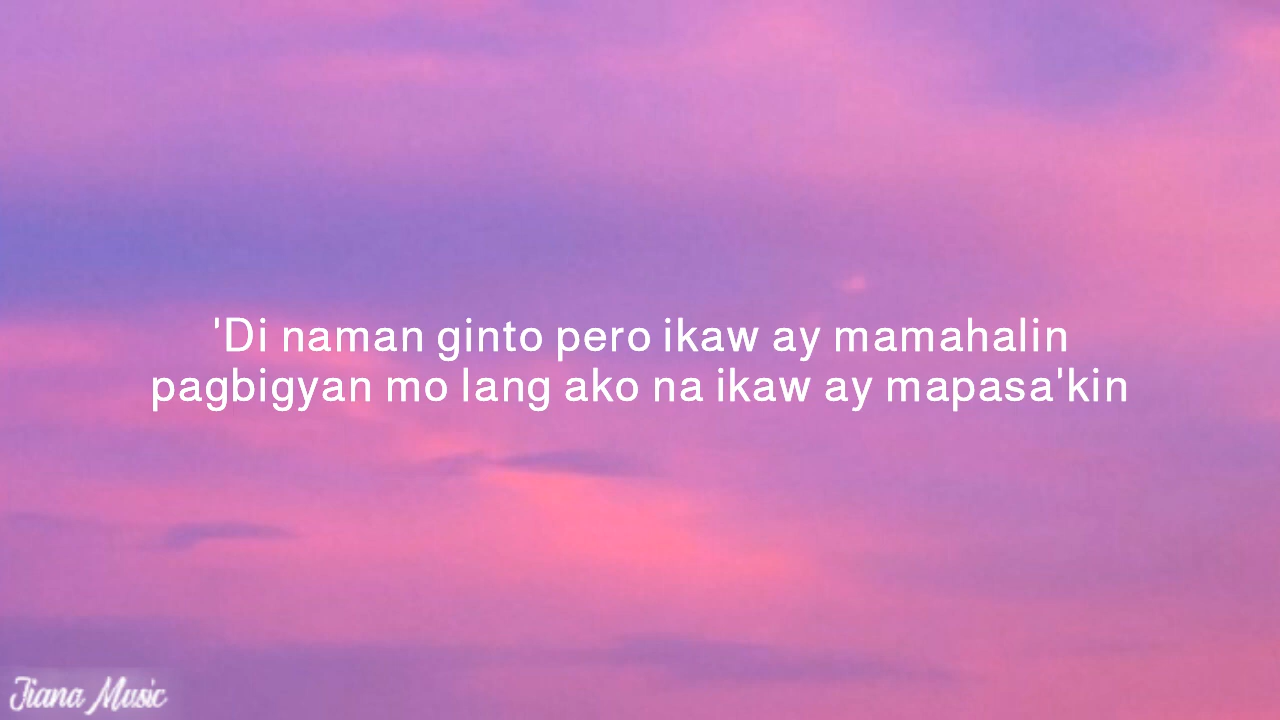 'Di naman ginto pero ikaw ay mamahalin
pagbigyan mo lang ako na ikaw ay mapasa'kin
Jiana Music